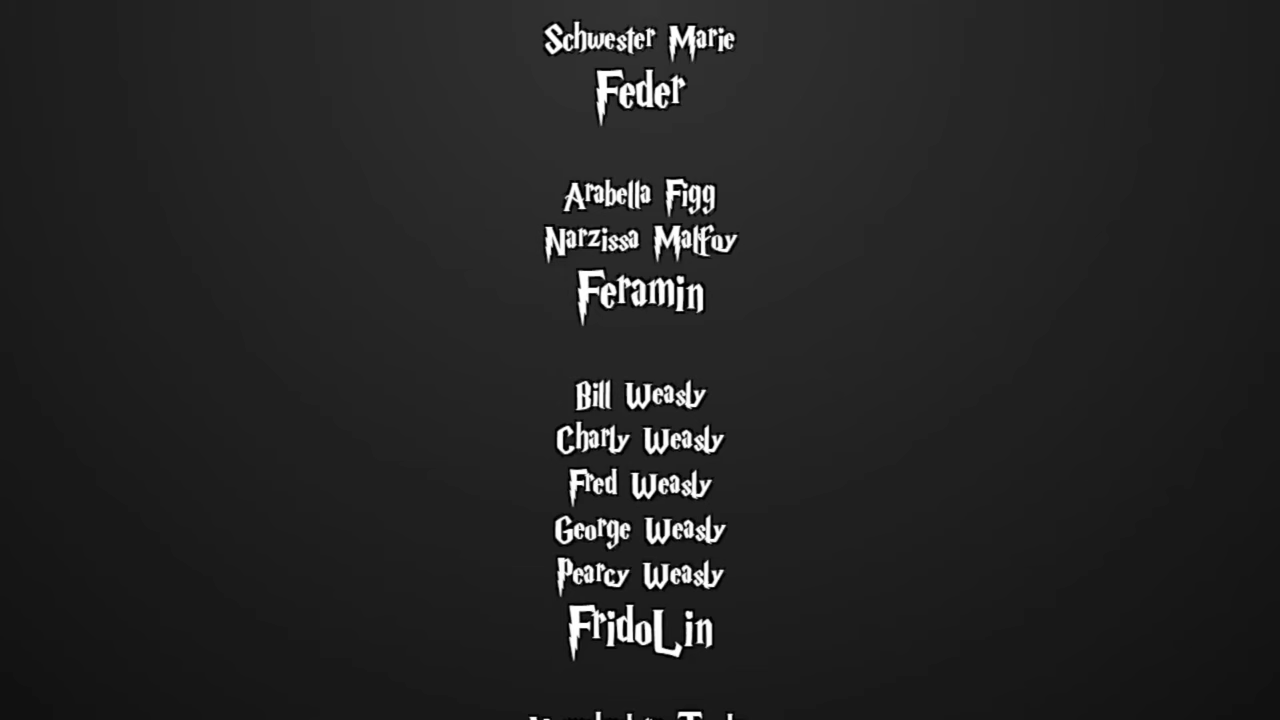 Schwester Marie
Feder
Arabella Figg
Narzissa Malfoy
Feramin
Bill Weasly
Charly Weasly
Fred Weasly
George Weasly
Pearcy Weasly
FridoLin